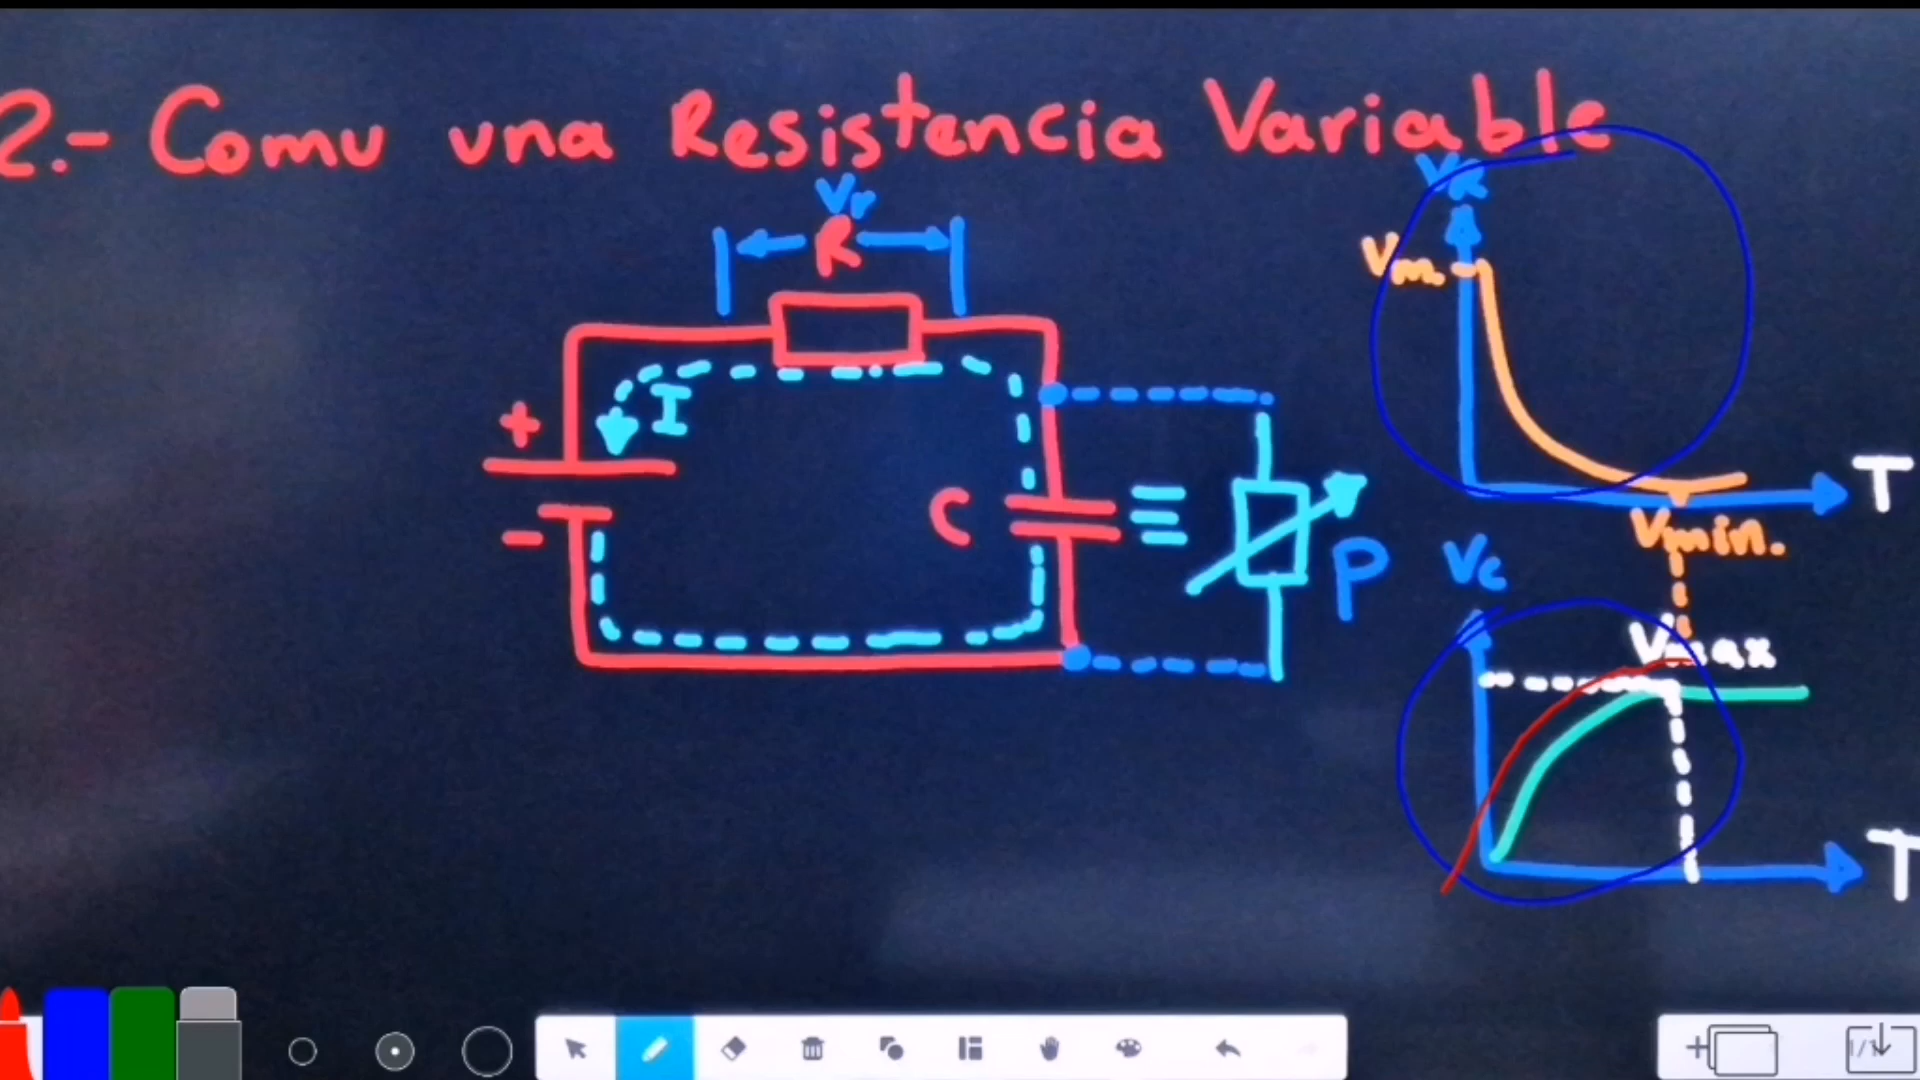 2.- Comu una Resistencia Variable
Vr
R
I
+
-
C
P
VR
Vm.
T
Vmin.
Vc
Vmax
T